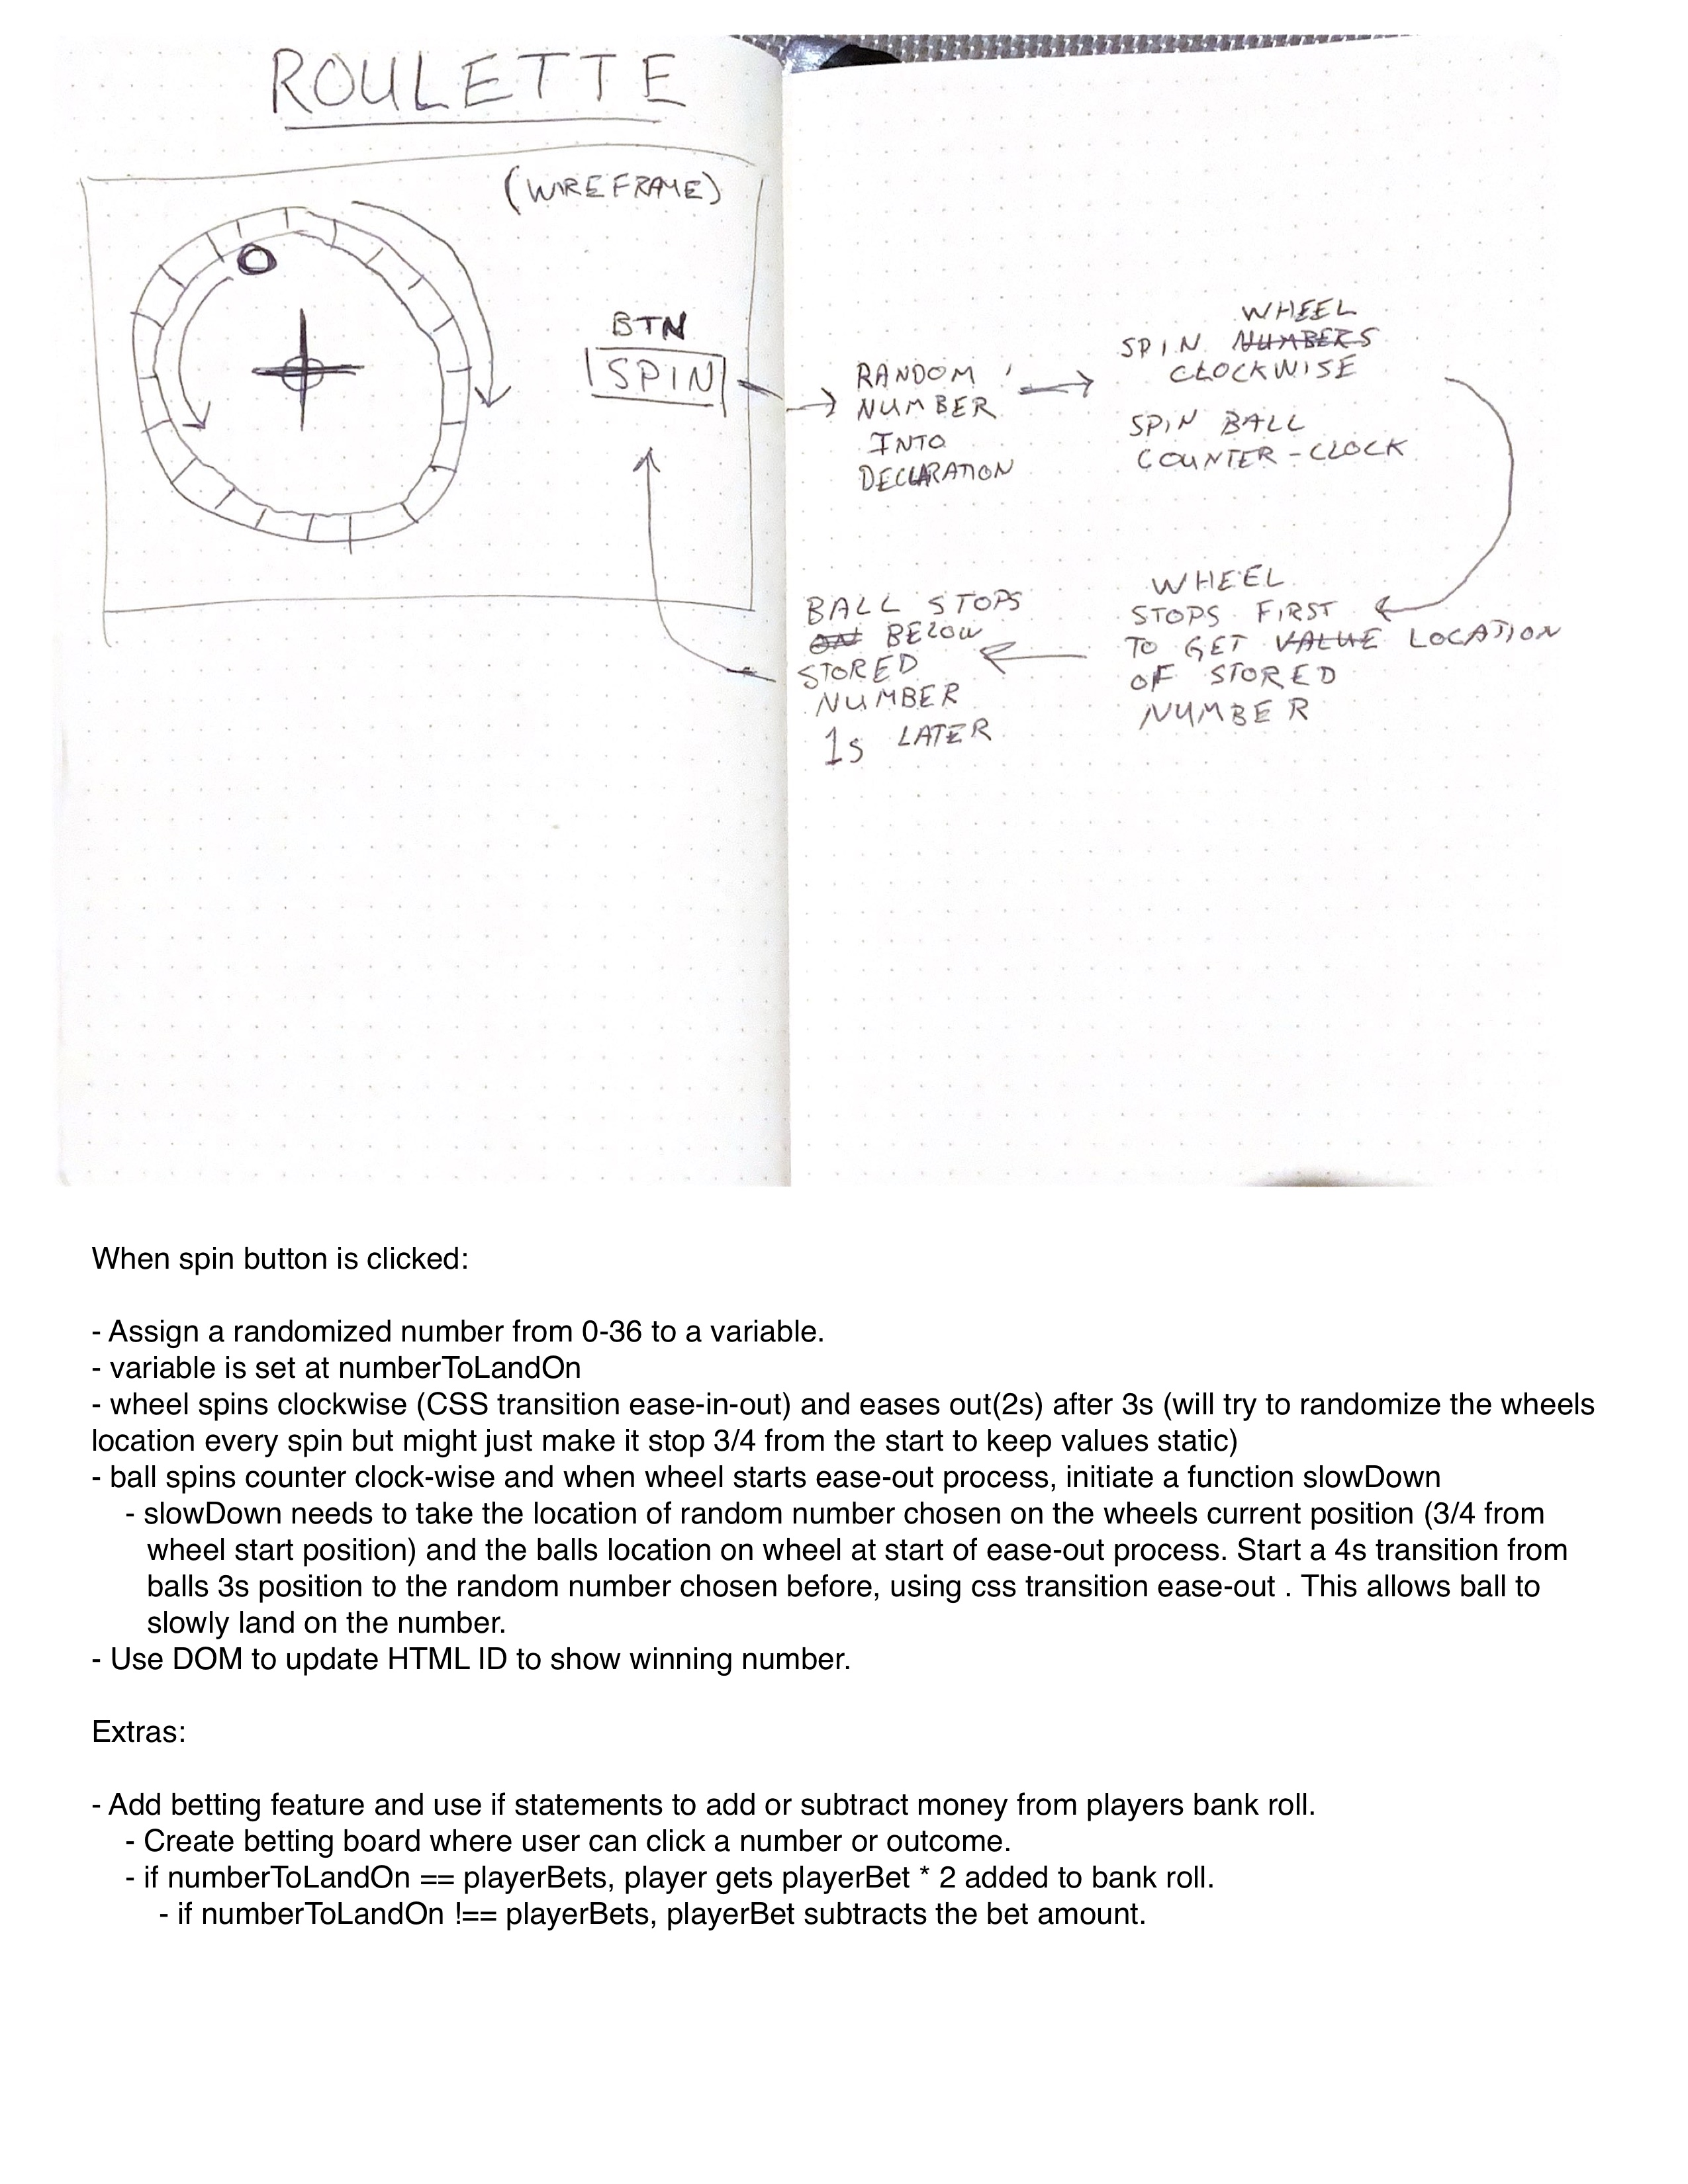 ROULETTE
(WIREFRAME)
BTN
SPIN
RANDOM
NUMBER
INTO
DECLARATION
WHEEL
SPIN NUMBERS
CLOCKWISE
SPIN BALL
COUNTER-CLOCK
WHEEL
STOPS FIRST
TO GET VALUE LOCATION
OF STORED
NUMBER
BALL STOPS
ON BELOW
STORED
NUMBER
1s LATER
When spin button is clicked:
- Assign a randomized number from 0-36 to a variable.
- variable is set at numberToLandOn
- wheel spins clockwise (CSS transition ease-in-out) and eases out(2s) after 3s (will try to randomize the wheels
location every spin but might just make it stop 3/4 from the start to keep values static)
- ball spins counter clock-wise and when wheel starts ease-out process, initiate a function slowDown
- slowDown needs to take the location of random number chosen on the wheels current position (3/4 from
wheel start position) and the balls location on wheel at start of ease-out process. Start a 4s transition from
balls 3s position to the random number chosen before, using css transition ease-out . This allows ball to
slowly land on the number.
- Use DOM to update HTML ID to show winning number.
Extras:
- Add betting feature and use if statements to add or subtract money from players bank roll.
- Create betting board where user can click a number or outcome.
- if numberToLandOn == playerBets, player gets playerBet * 2 added to bank roll.
- if numberToLandOn !== playerBets, playerBet subtracts the bet amount.